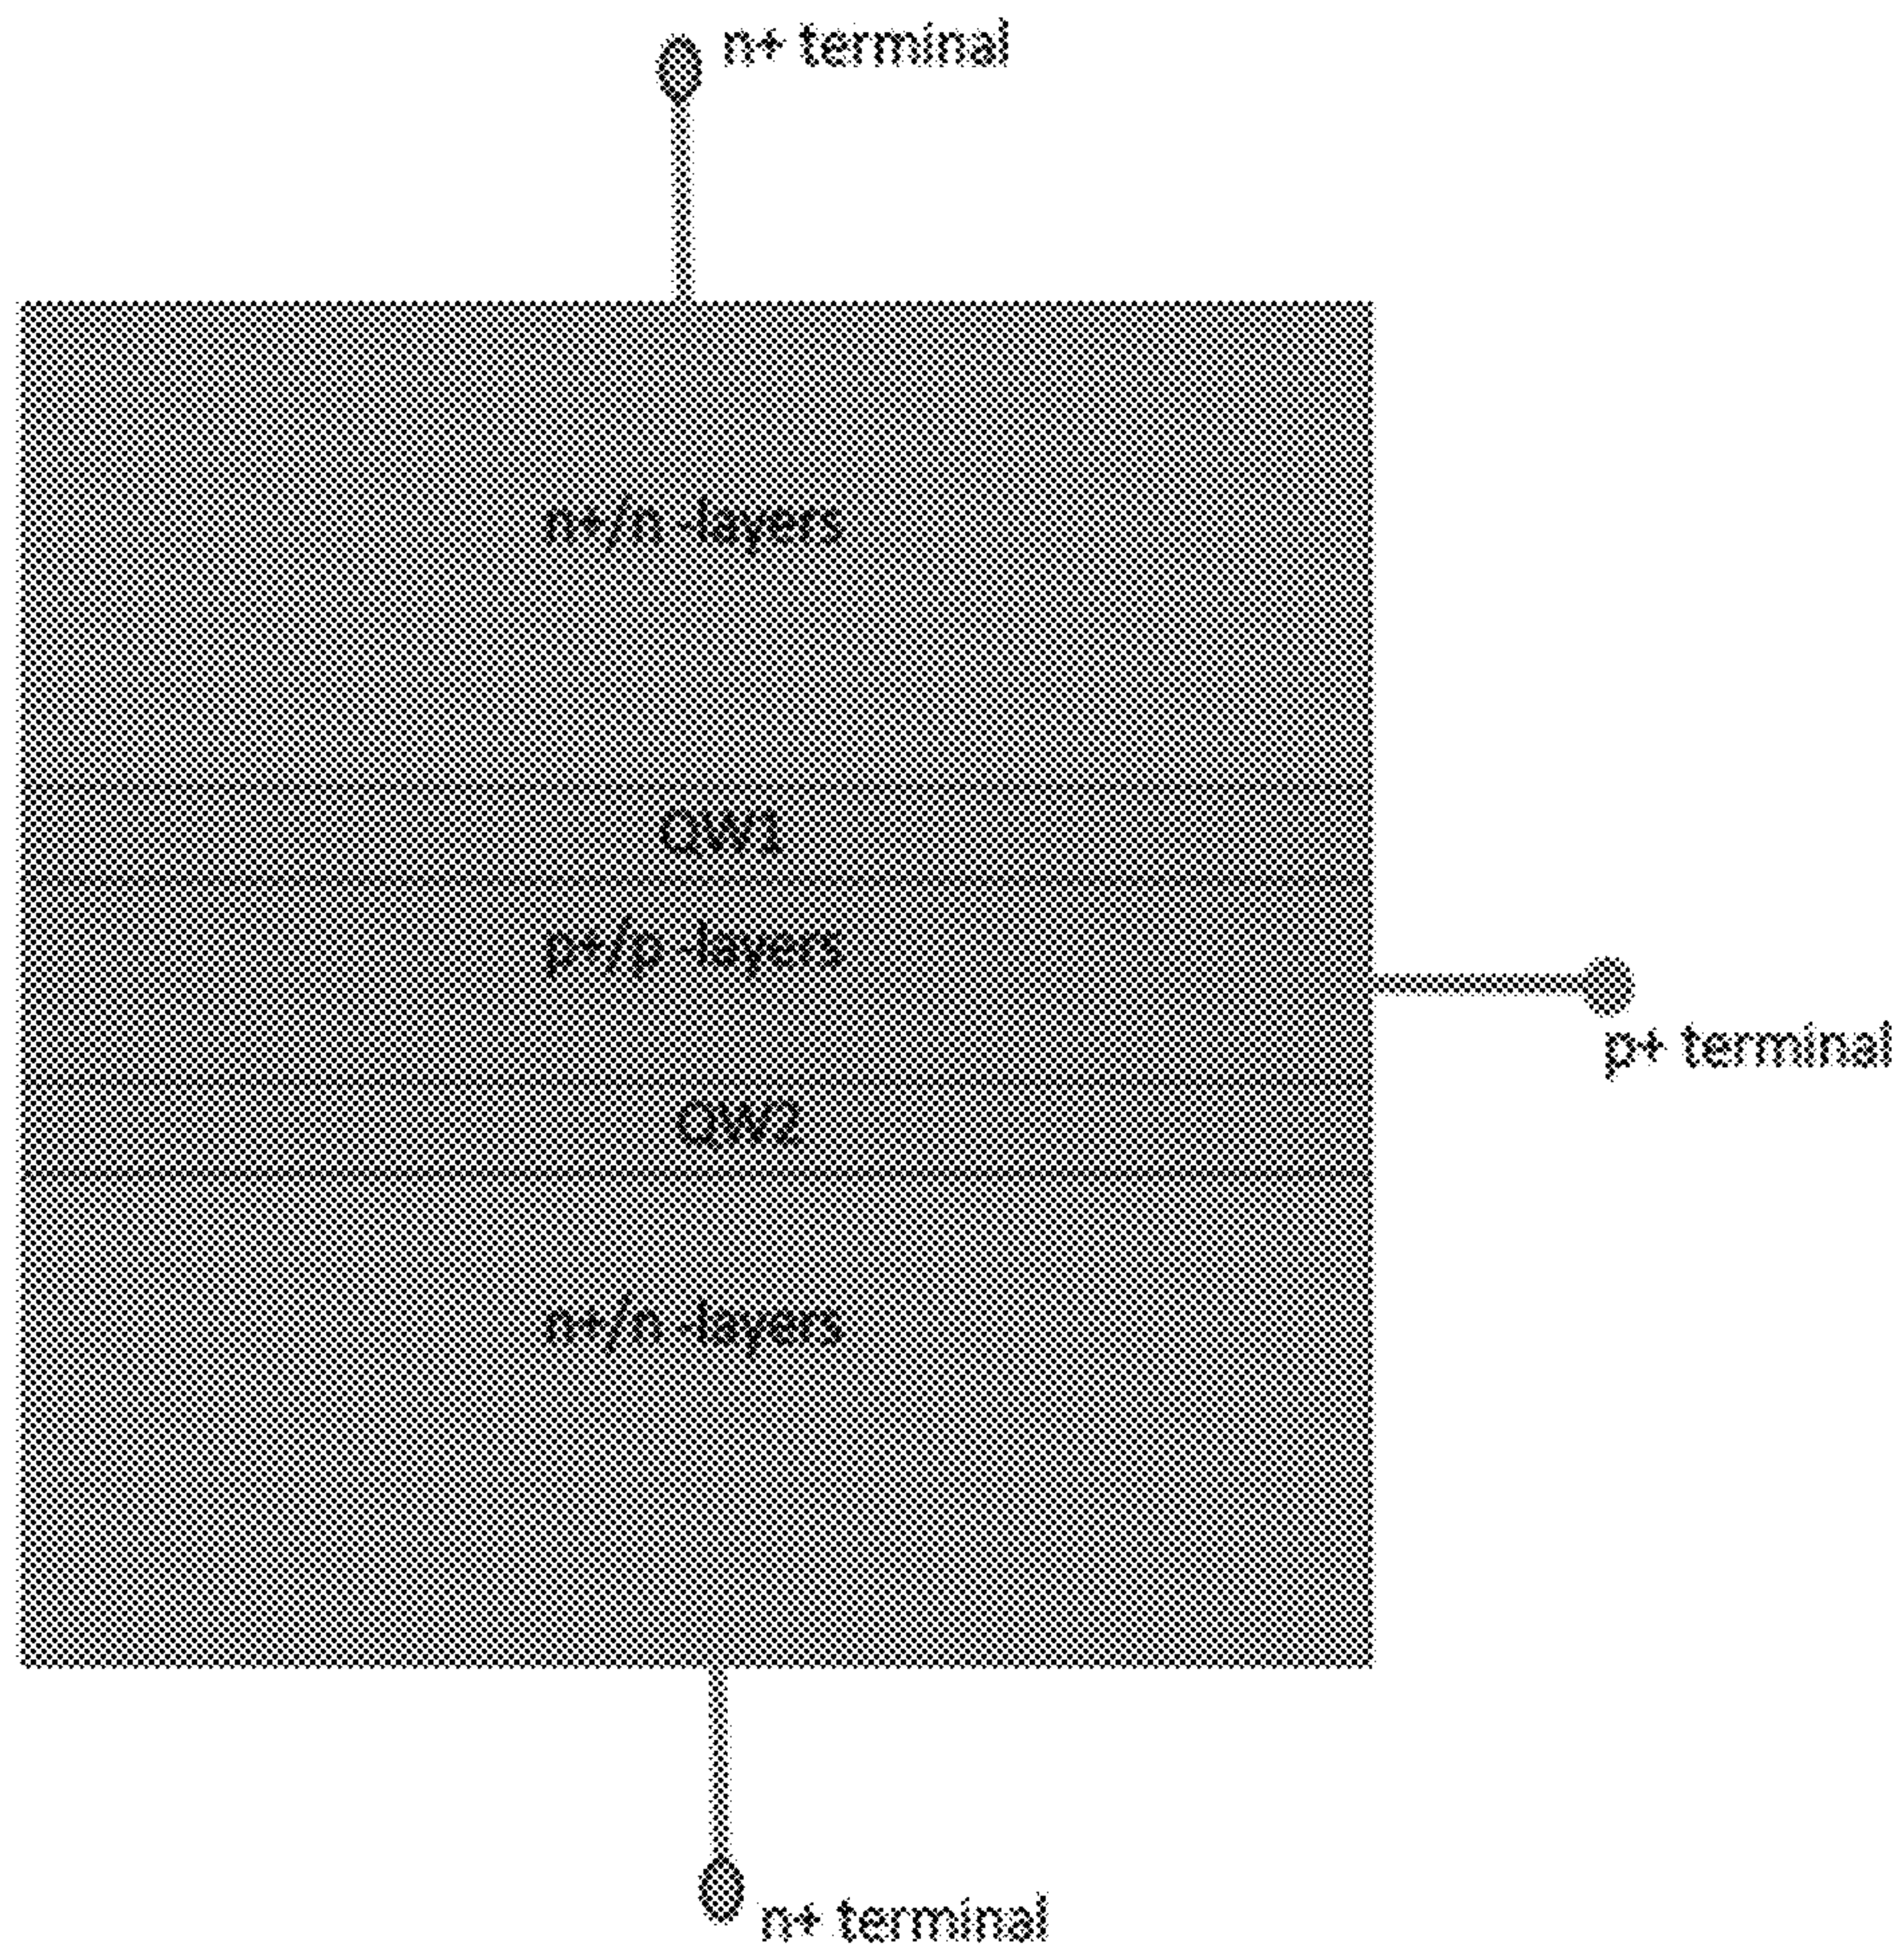 n+ terminal
n+/n -layers
QW1
p+/p -layers
p+ terminal
QW2
n+/n -layers
n+ terminal